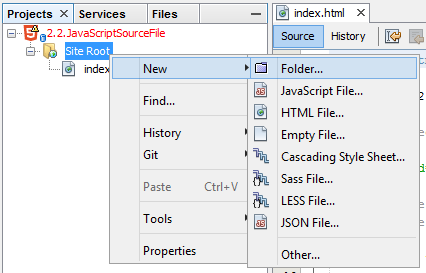 Projects × Services Files
index.html ×
Source History
2.2.JavaScriptSourceFile
Site Root
index
New
Find...
History
Git
Paste Ctrl+V
Tools
Properties
Folder...
JavaScript File...
HTML File...
Empty File...
Cascading Style Sheet...
Sass File...
LESS File...
JSON File...
Other...